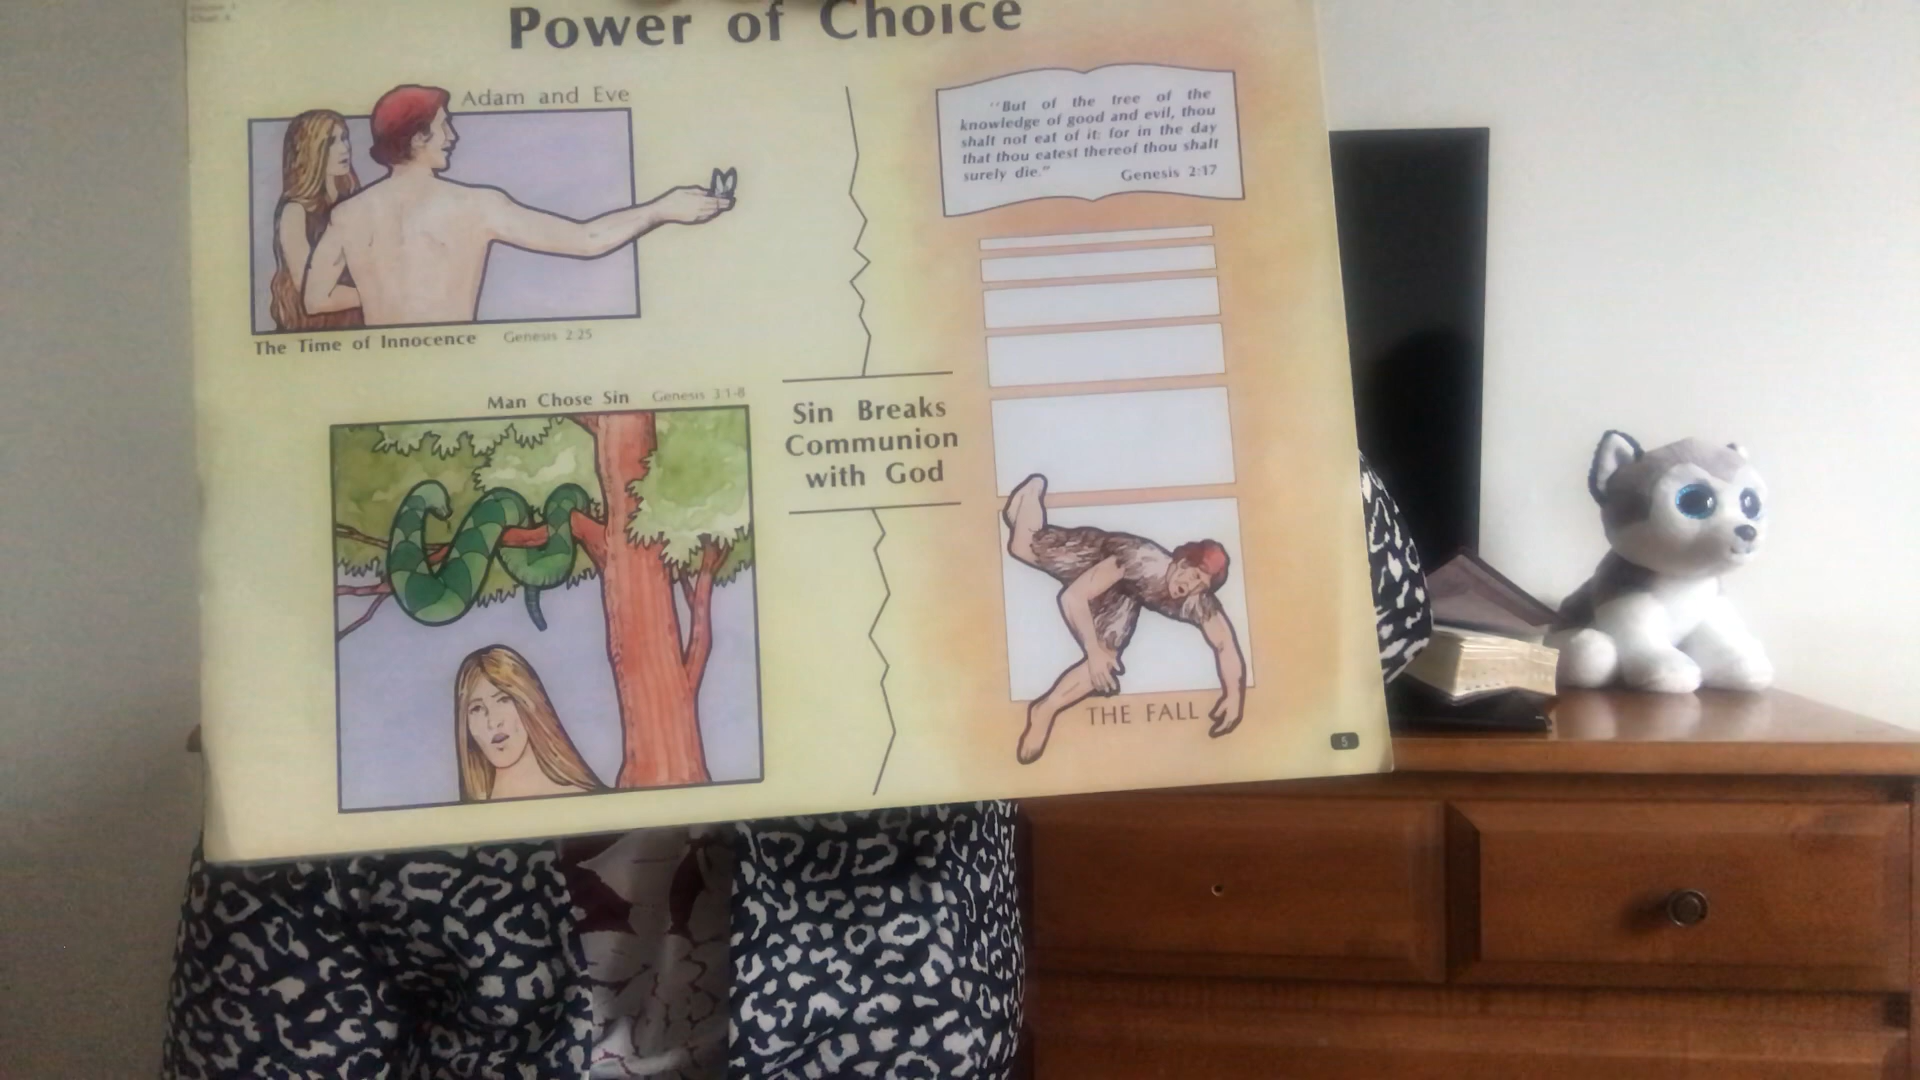 Power of Choice
Adam and Eve
The Time of Innocence Genesis 2:25
Man Chose Sin Genesis 3:1-8
Sin Breaks
Communion
with God
"But of the tree of the
knowledge of good and evil, thou
shalt not eat of it: for in the day
that thou eatest thereof thou shalt
surely die." Genesis 2:17
THE FALL
5